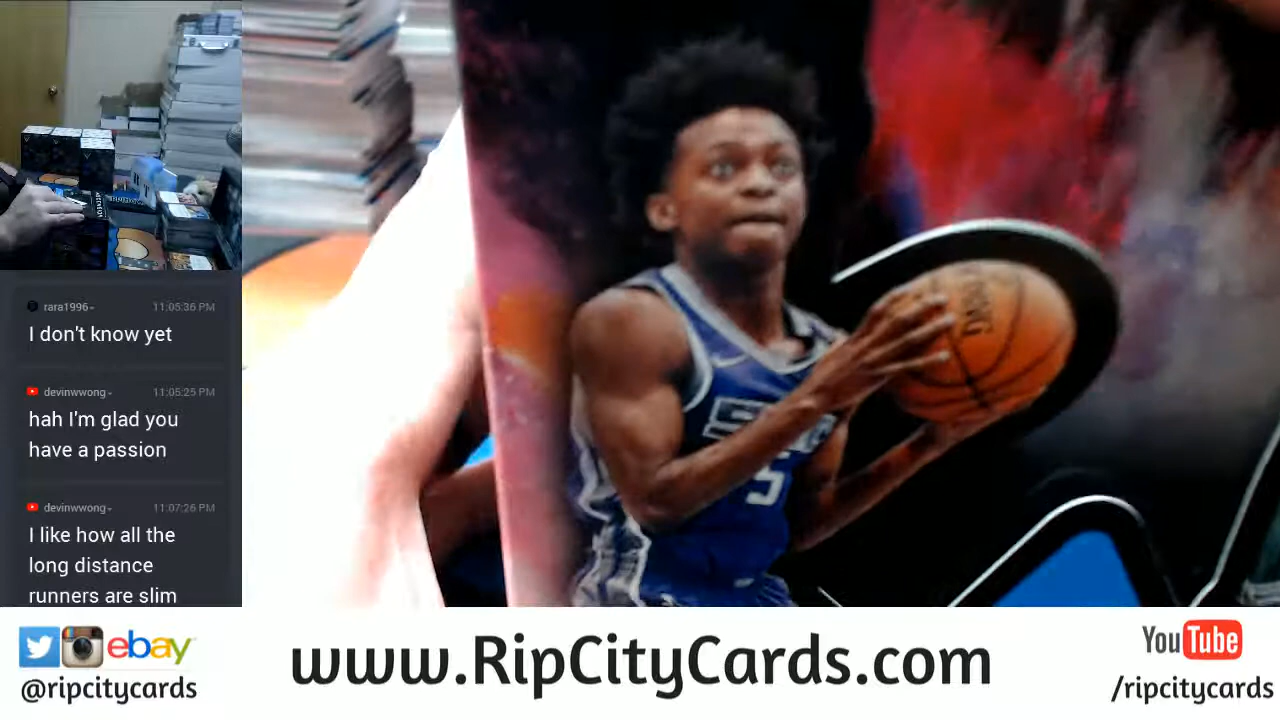 rara1996
11:05:36 PM
I don't know yet
devinwwong
11:05:25 PM
hah I'm glad you
have a passion
devinwwong
11:07:26 PM
I like how all the
long distance
runners are slim
5
ebay
@ripcitycards
www.RipCityCards.com
YouTube
/ripcitycards